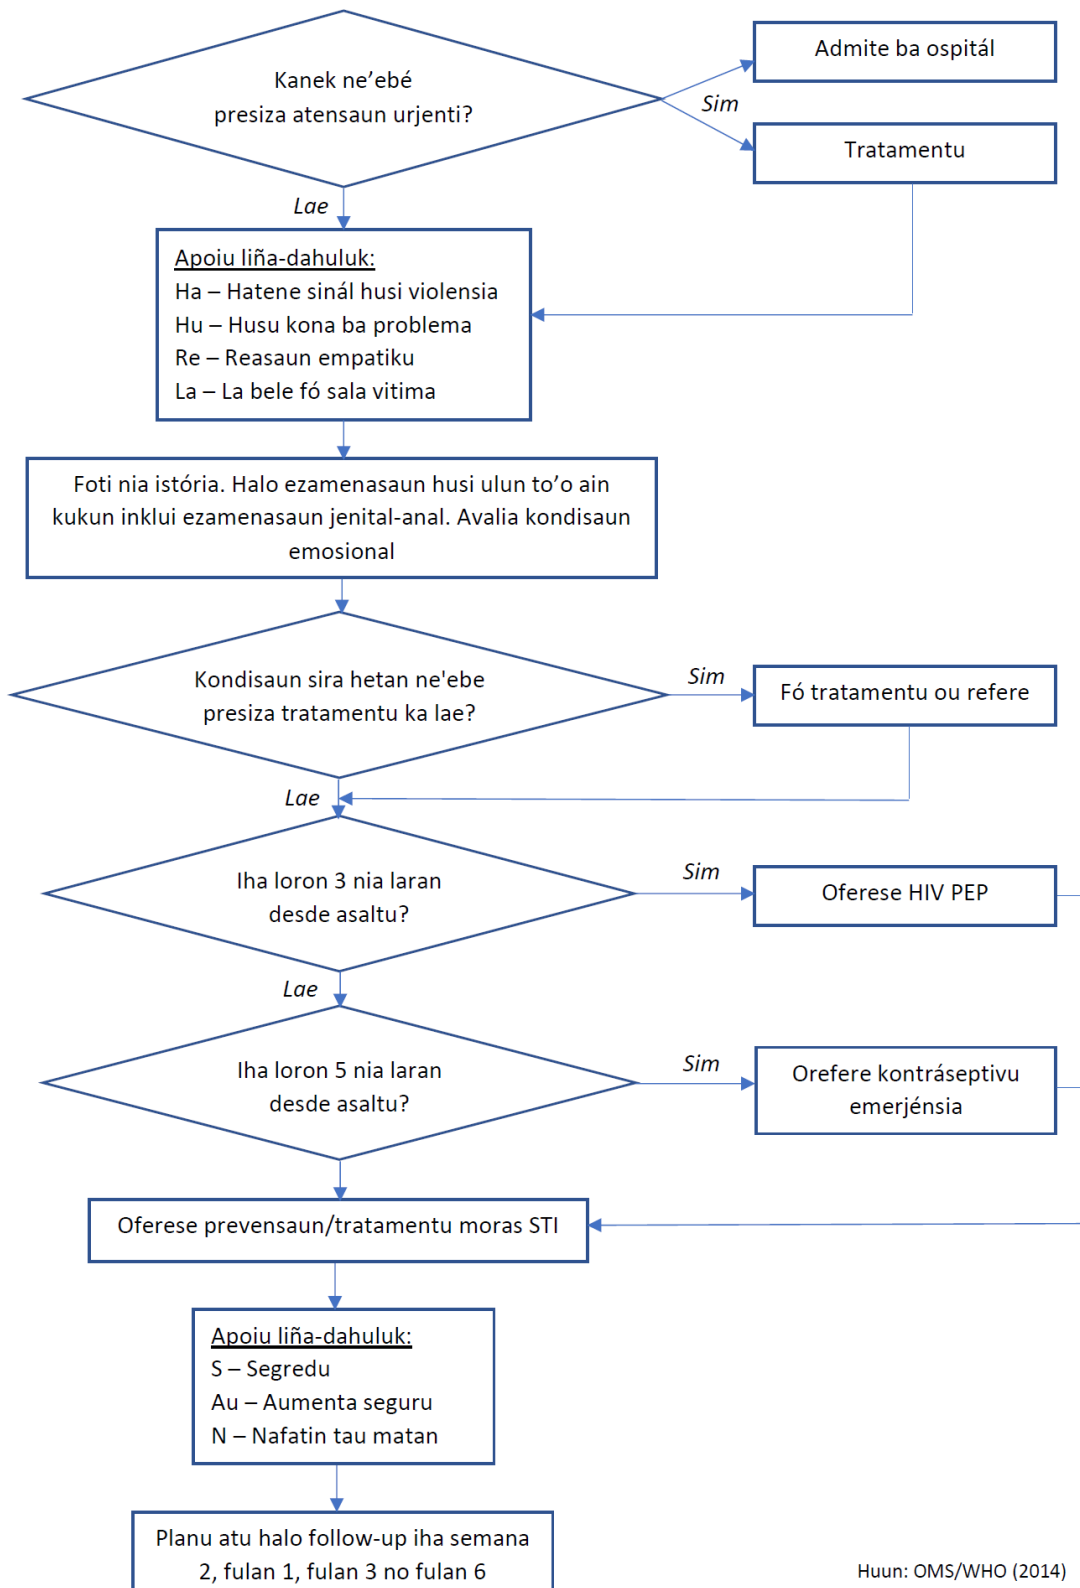 Kanek ne'ebé
presiza atensaun urjenti?
Admite ba ospitál
Sim
Tratamentu
Lae
Apoiu liña-dahuluk:
Ha – Hatene sinál husi violensia
Hu – Husu kona ba problema
Re – Reasaun empatiku
La – La bele fó sala vitima
Foti nia istória. Halo ezamenasaun husi ulun to'o ain
kukun inklui ezamenasaun jenital-anal. Avalia kondisaun
emosional
Kondisaun sira hetan ne'ebe
presiza tratamentu ka lae?
Sim
Fó tratamentu ou refere
Lae
Iha loron 3 nia laran
desde asaltu?
Sim
Oferese HIV PEP
Lae
Iha loron 5 nia laran
desde asaltu?
Sim
Orefere kontráseptivu
emerjénsia
Oferese prevensaun/tratamentu moras STI
Apoiu liña-dahuluk:
S – Segredu
Au – Aumenta seguru
N – Nafatin tau matan
Planu atu halo follow-up iha semana
2, fulan 1, fulan 3 no fulan 6
Huun: OMS/WHO (2014)